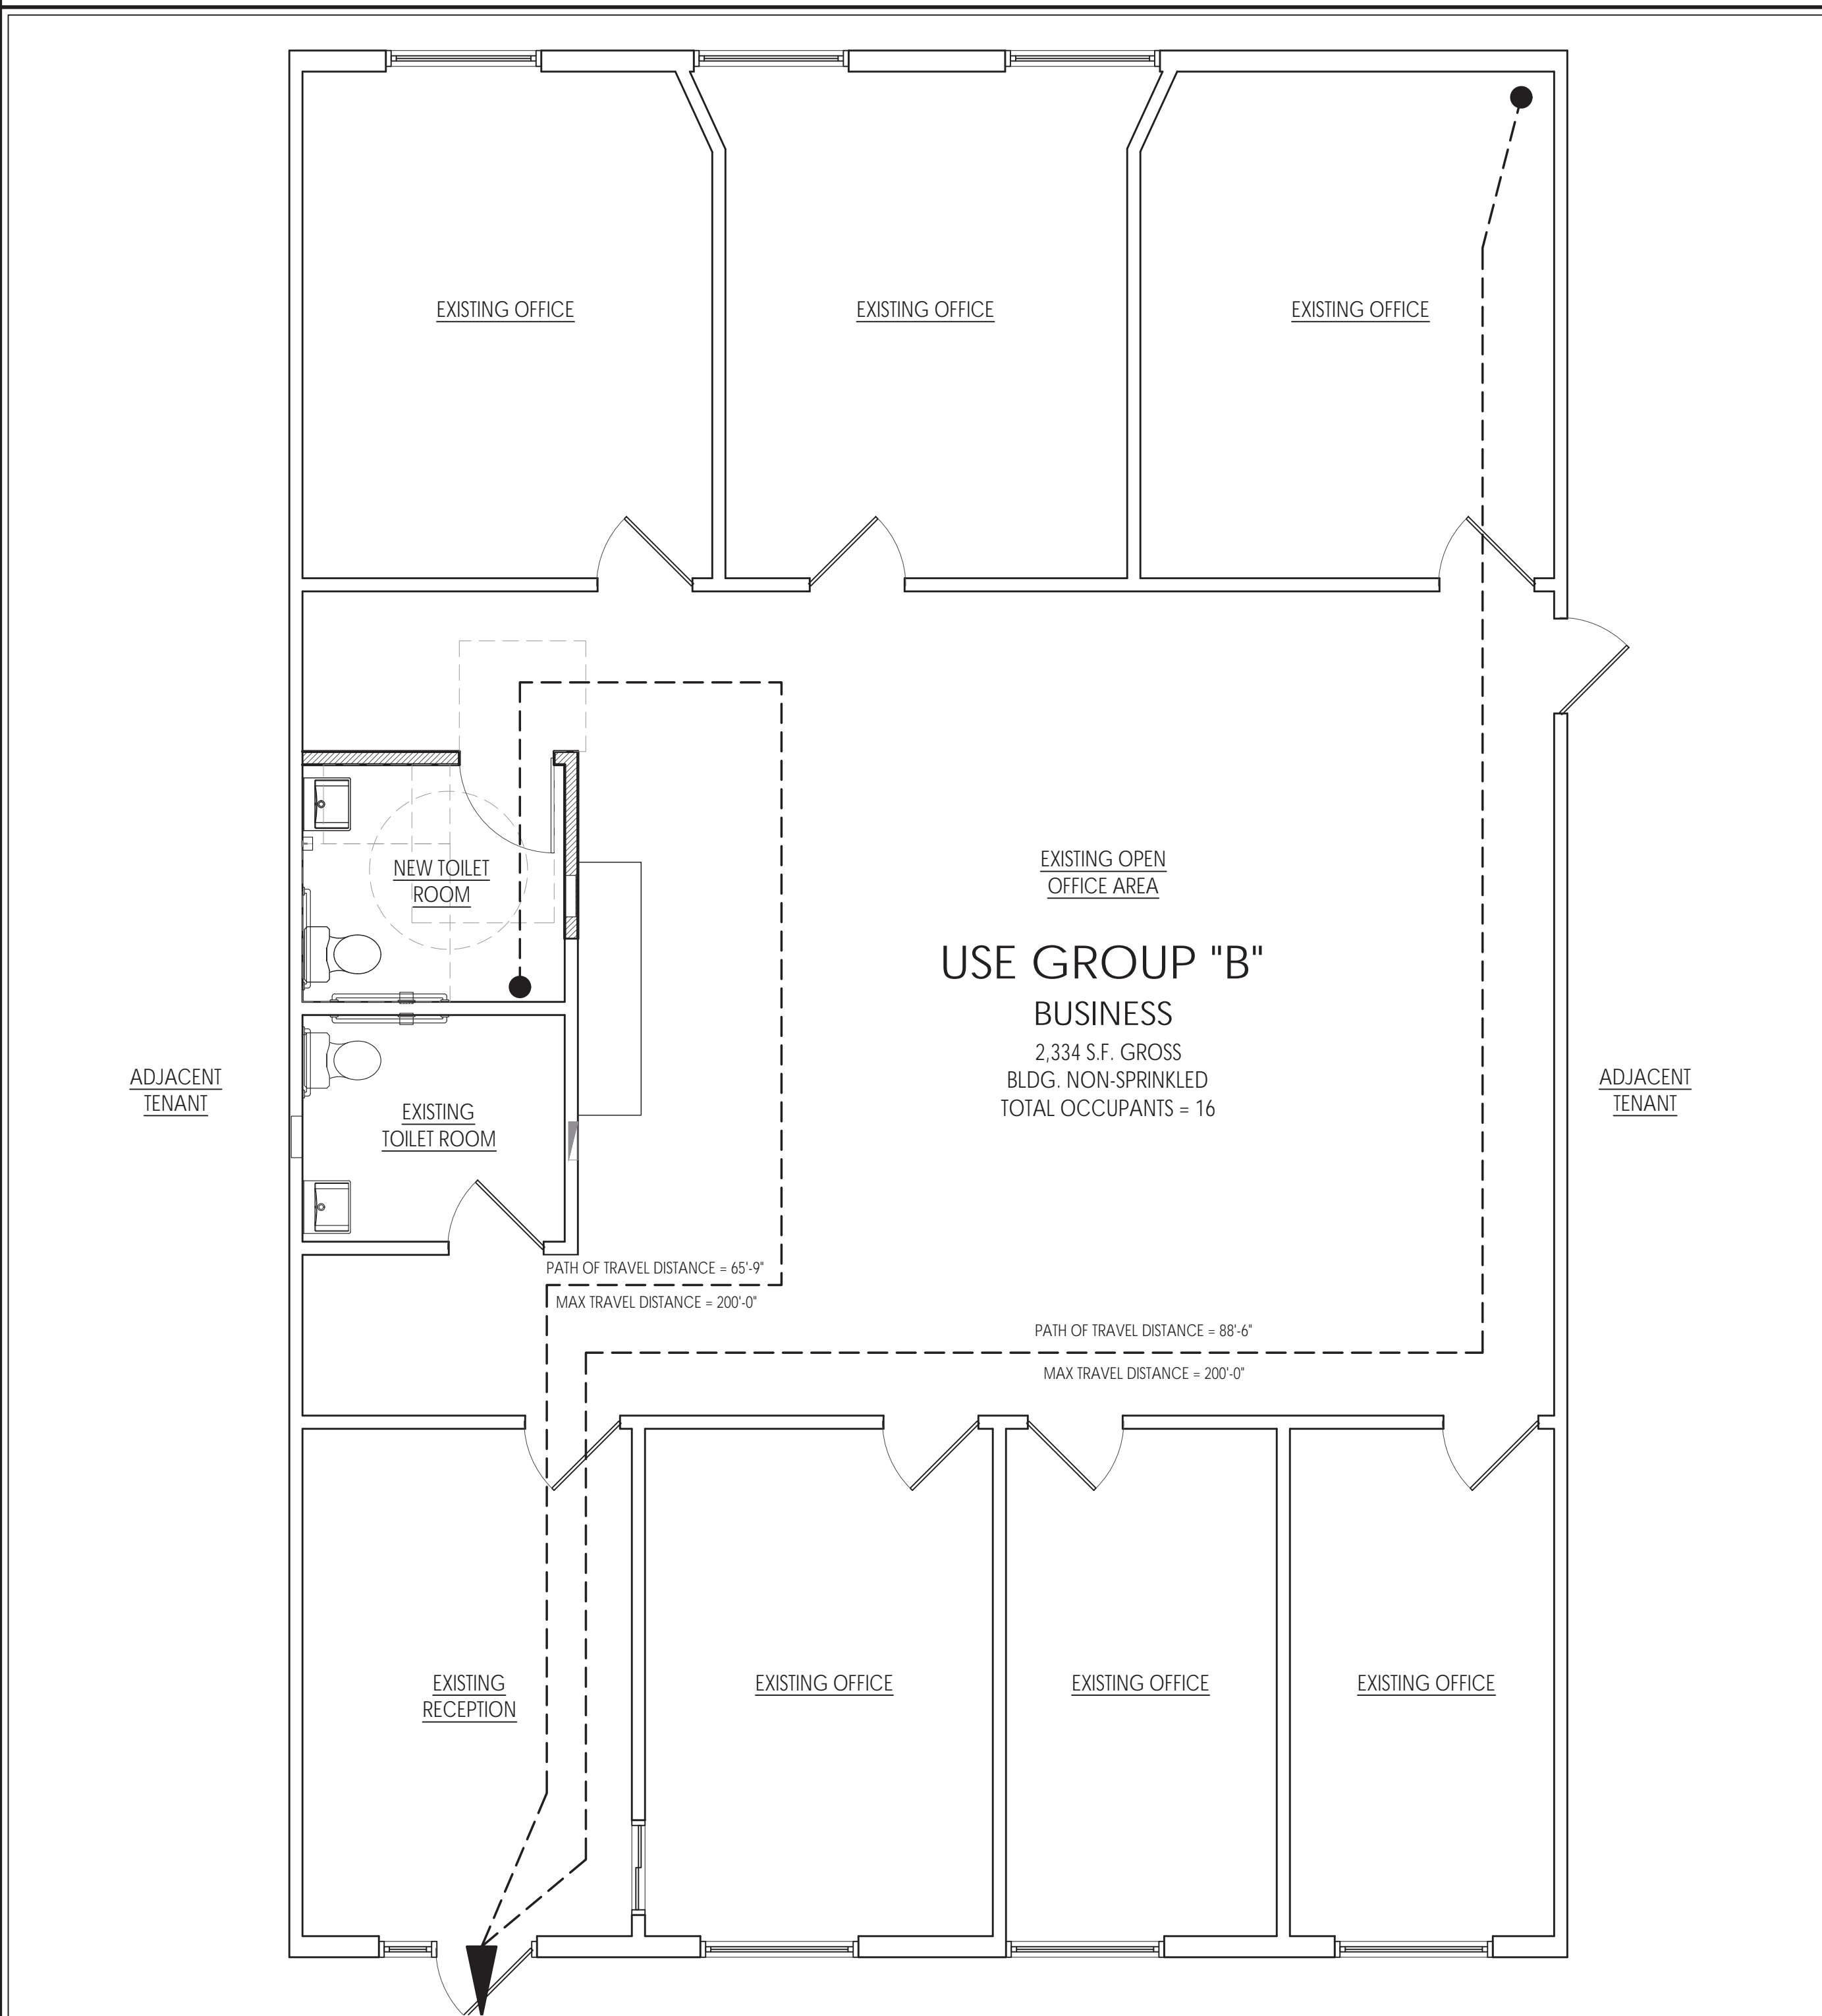 EXISTING OFFICE
EXISTING OFFICE
EXISTING OFFICE
NEW TOILET
ROOM
EXISTING OPEN
OFFICE AREA
USE GROUP "B"
BUSINESS
2,334 S.F. GROSS
BLDG. NON-SPRINKLED
TOTAL OCCUPANTS = 16
ADJACENT
TENANT
EXISTING
TOILET ROOM
ADJACENT
TENANT
PATH OF TRAVEL DISTANCE = 65'-9"
MAX TRAVEL DISTANCE = 200'-0"
PATH OF TRAVEL DISTANCE = 88'-6"
MAX TRAVEL DISTANCE = 200'-0"
EXISTING
RECEPTION
EXISTING OFFICE
EXISTING OFFICE
EXISTING OFFICE